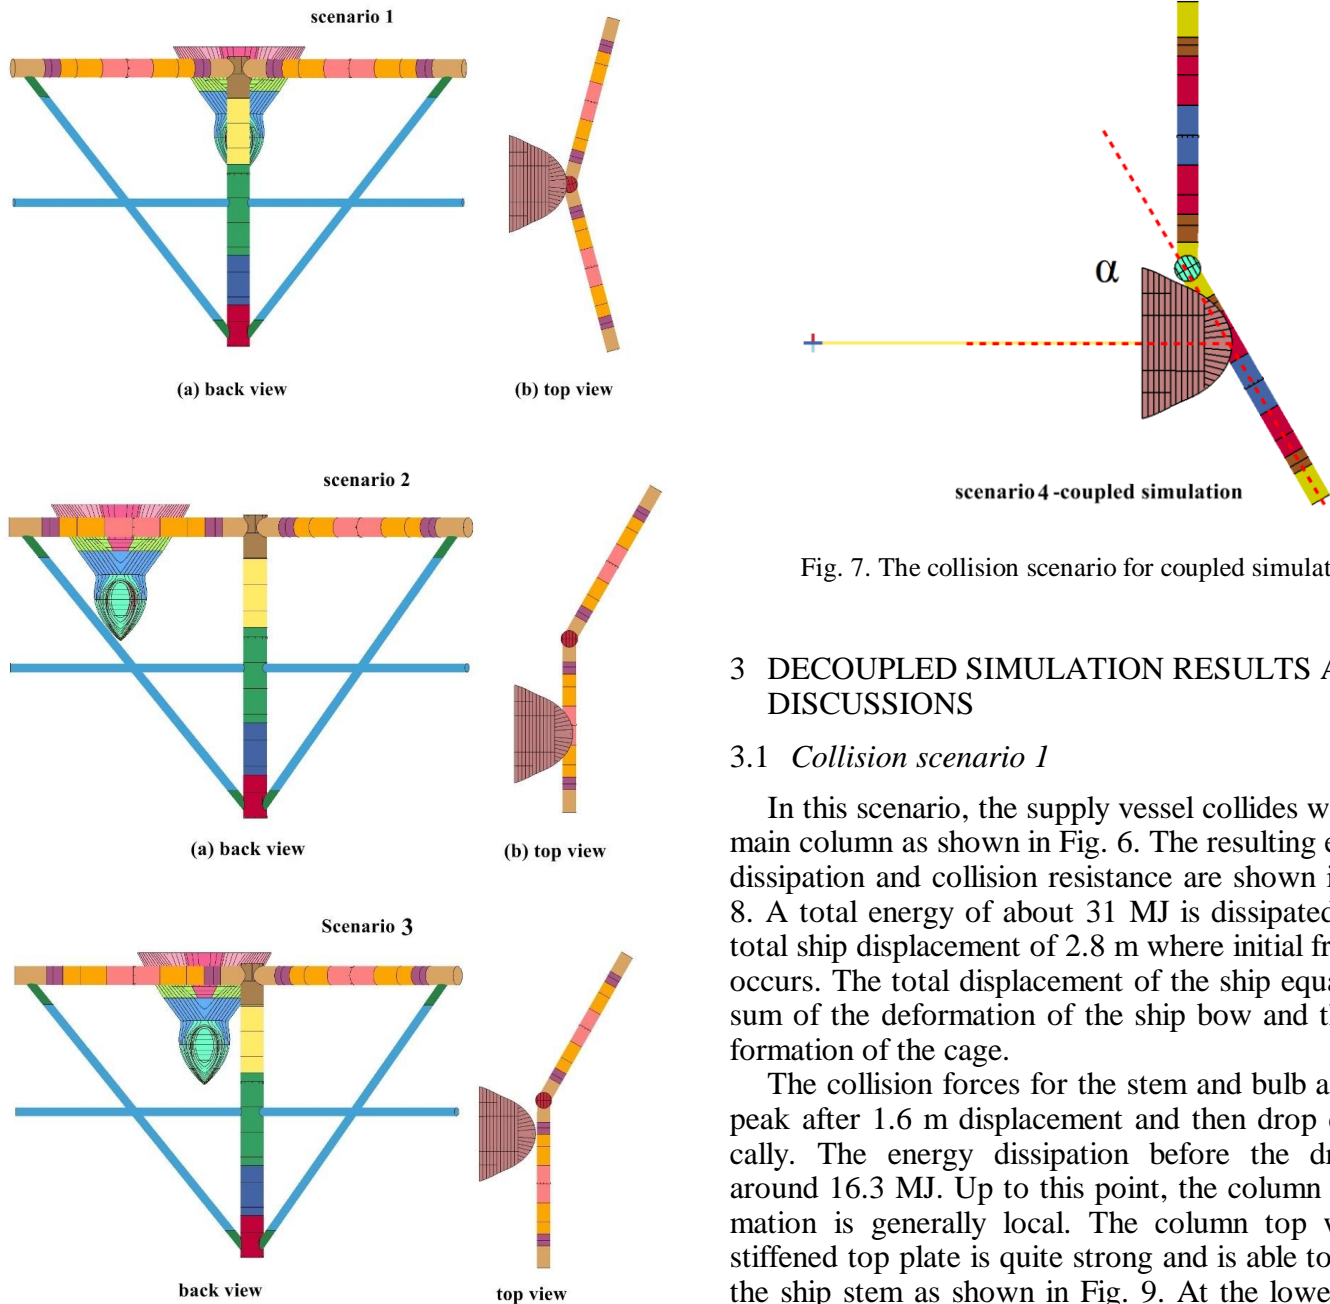 scenario 1
(a) back view
(b) top view
scenario 2
(a) back view
(b) top view
Scenario 3
back view
top view
α
scenario 4 -coupled simulation
Fig. 7. The collision scenario for coupled simulat
3 DECOUPLED SIMULATION RESULTS A
DISCUSSIONS
3.1 Collision scenario 1
In this scenario, the supply vessel collides w
main column as shown in Fig. 6. The resulting e
dissipation and collision resistance are shown i
8. A total energy of about 31 MJ is dissipated
total ship displacement of 2.8 m where initial fr
occurs. The total displacement of the ship equa
sum of the deformation of the ship bow and th
formation of the cage.
The collision forces for the stem and bulb a
peak after 1.6 m displacement and then drop
cally. The energy dissipation before the dr
around 16.3 MJ. Up to this point, the column
mation is generally local. The column top w
stiffened top plate is quite strong and is able to
the ship stem as shown in Fig. 9. At the lowe